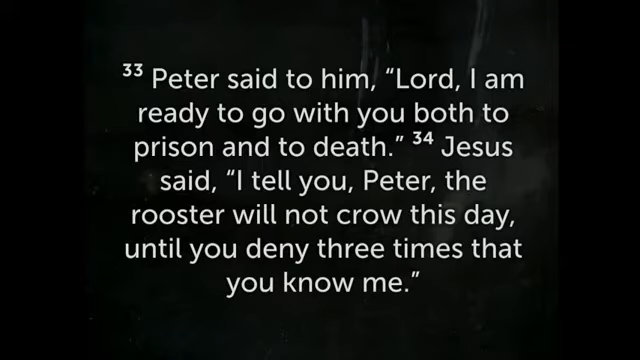 33 Peter said to him, “Lord, I am
ready to go with you both to
prison and to death.” 34 Jesus
said, “I tell you, Peter, the
rooster will not crow this day,
until you deny three times that
you know me.”